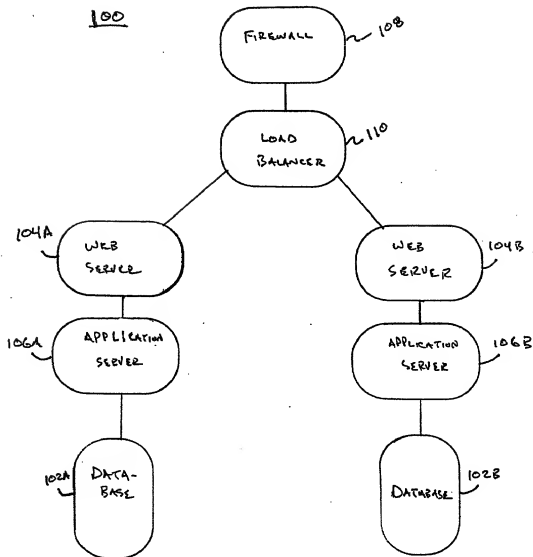 100
FIREWALL
108
LOAD
BALANCER
110
104A
WEB
SERVER
WEB
SERVER
104B
106A
APPLICATION
SERVER
APPLICATION
SERVER
106B
102A
DATA-
BASE
DATABASE
102B